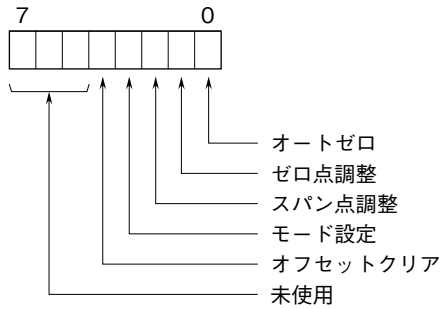 7 0
オートゼロ
ゼロ点調整
スパン点調整
モード設定
オフセットクリア
未使用